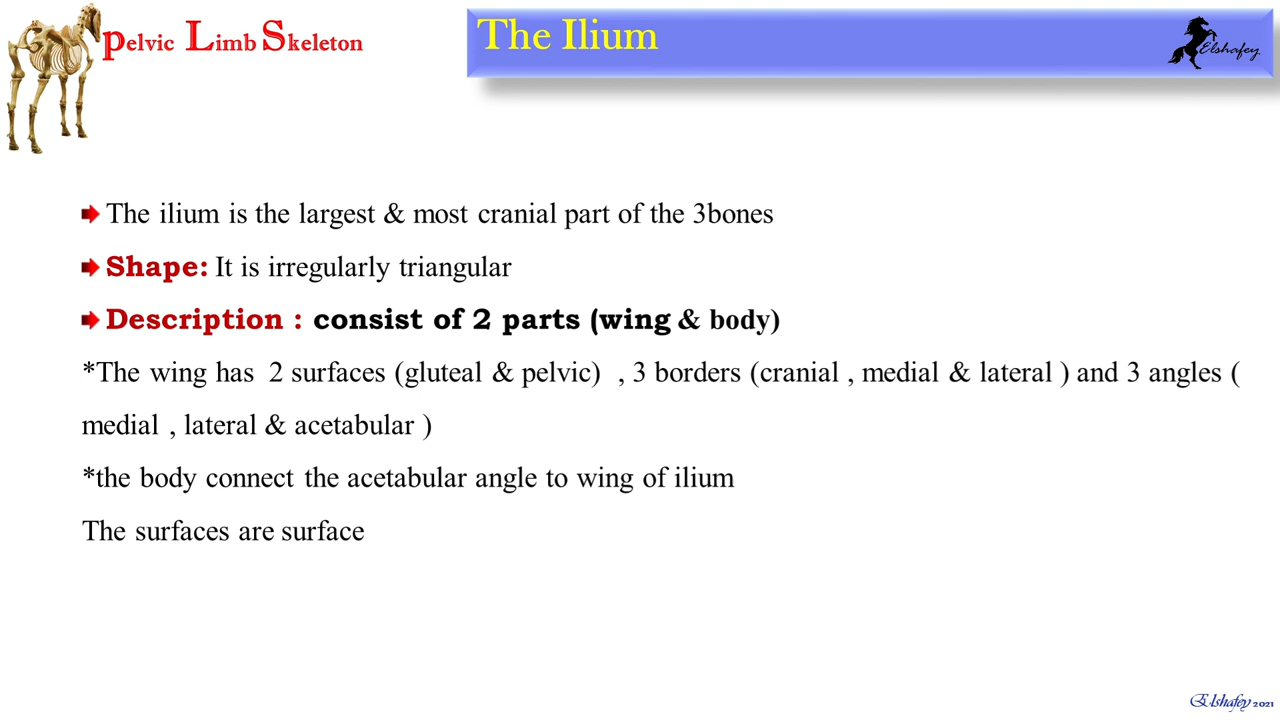 Pelvic Limb Skeleton
The Ilium
Elshafey
The ilium is the largest & most cranial part of the 3bones
Shape: It is irregularly triangular
Description : consist of 2 parts (wing & body)
*The wing has 2 surfaces (gluteal & pelvic) , 3 borders (cranial , medial & lateral ) and 3 angles (
medial , lateral & acetabular )
*the body connect the acetabular angle to wing of ilium
The surfaces are surface
Elshafey 2021